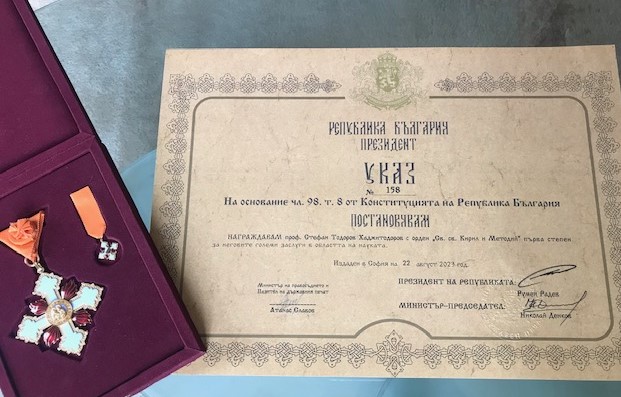 РЕПУБЛИКА БЪЛГАРИЯ
ПРЕЗИДЕНТ
УКАЗ
№ 158
На основание чл. 98, т. 8 от Конституцията на Република България
ПОСТАНОВЯВАМ
НАГРАЖДАВАМ проф. Стефан Тодоров Хаджитодоров с орден „Св. св. Кирил и Методий“ първа степен
за неговите големи заслуги в областта на науката.
Издаден в София на 22 август 2023 год.
Министър на правосъдието и
Пазител на държавния печат
Атанас Славов
ПРЕЗИДЕНТ НА РЕПУБЛИКАТА:
Румен Радев
МИНИСТЪР-ПРЕДСЕДАТЕЛ:
Николай Денков